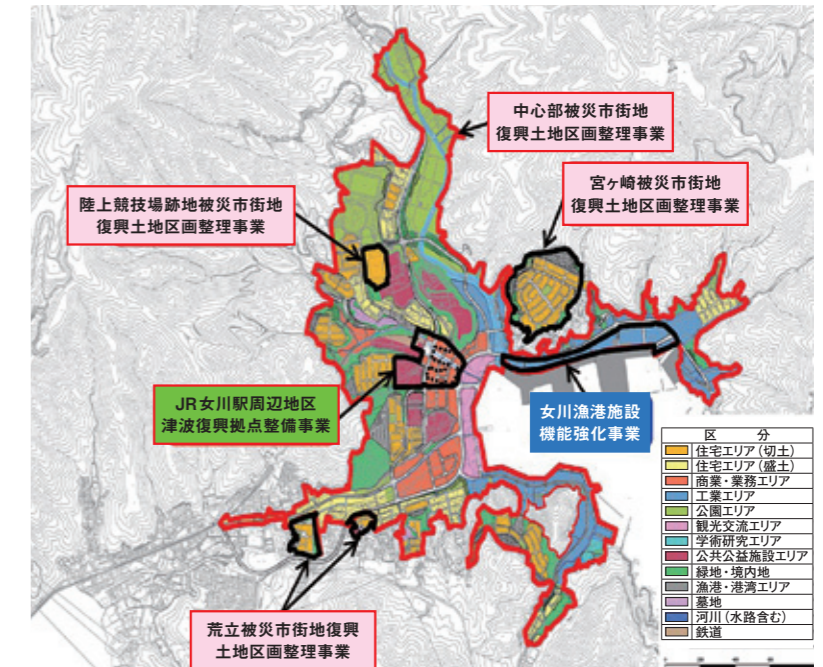 中心部被災市街地
復興土地区画整理事業
宮ヶ崎被災市街地
復興土地区画整理事業
陸上競技場跡地被災市街地
復興土地区画整理事業
JR女川駅周辺地区
津波復興拠点整備事業
女川漁港施設
機能強化事業
荒立被災市街地復興
土地区画整理事業
区 分
住宅エリア(切土)
住宅エリア(盛土)
商業・業務エリア
工業エリア
公園エリア
観光交流エリア
学術研究エリア
公共公益施設エリア
緑地・境内地
漁港・港湾エリア
墓地
河川(水路含む)
鉄道